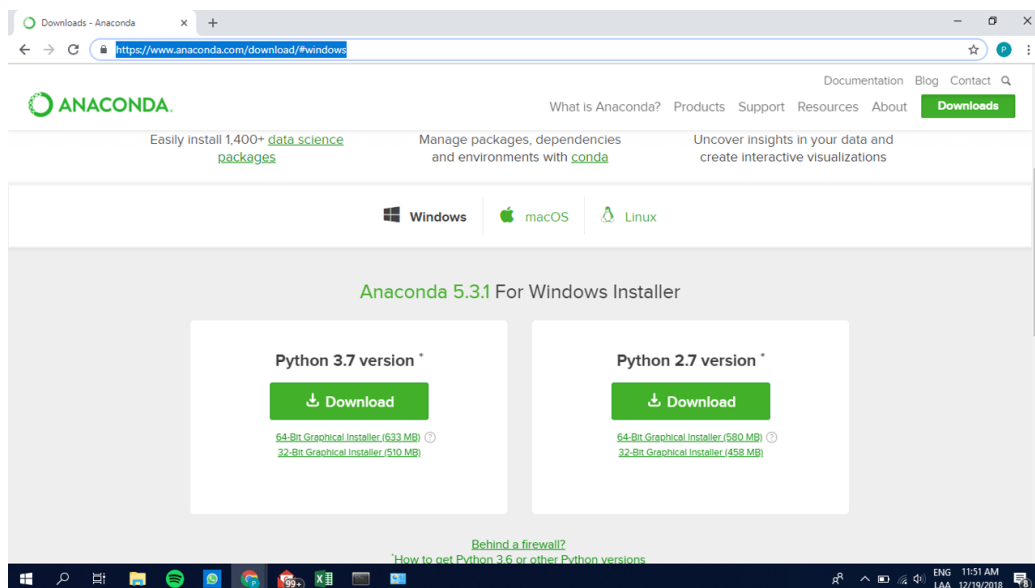 Downloads - Anaconda
https://www.anaconda.com/download/#windows
P
Documentation Blog Contact
ANACONDA.
What is Anaconda? Products Support Resources About Downloads
Easily install 1,400+ data science packages
Manage packages, dependencies and environments with conda
Uncover insights in your data and create interactive visualizations
Windows macOS Linux
Anaconda 5.3.1 For Windows Installer
Python 3.7 version *
Download
64-Bit Graphical Installer (633 MB) ?
32-Bit Graphical Installer (510 MB)
Python 2.7 version *
Download
64-Bit Graphical Installer (580 MB) ?
32-Bit Graphical Installer (458 MB)
Behind a firewall?
*How to get Python 3.6 or other Python versions
99+
ENG 11:51 AM
LAA 12/19/2018